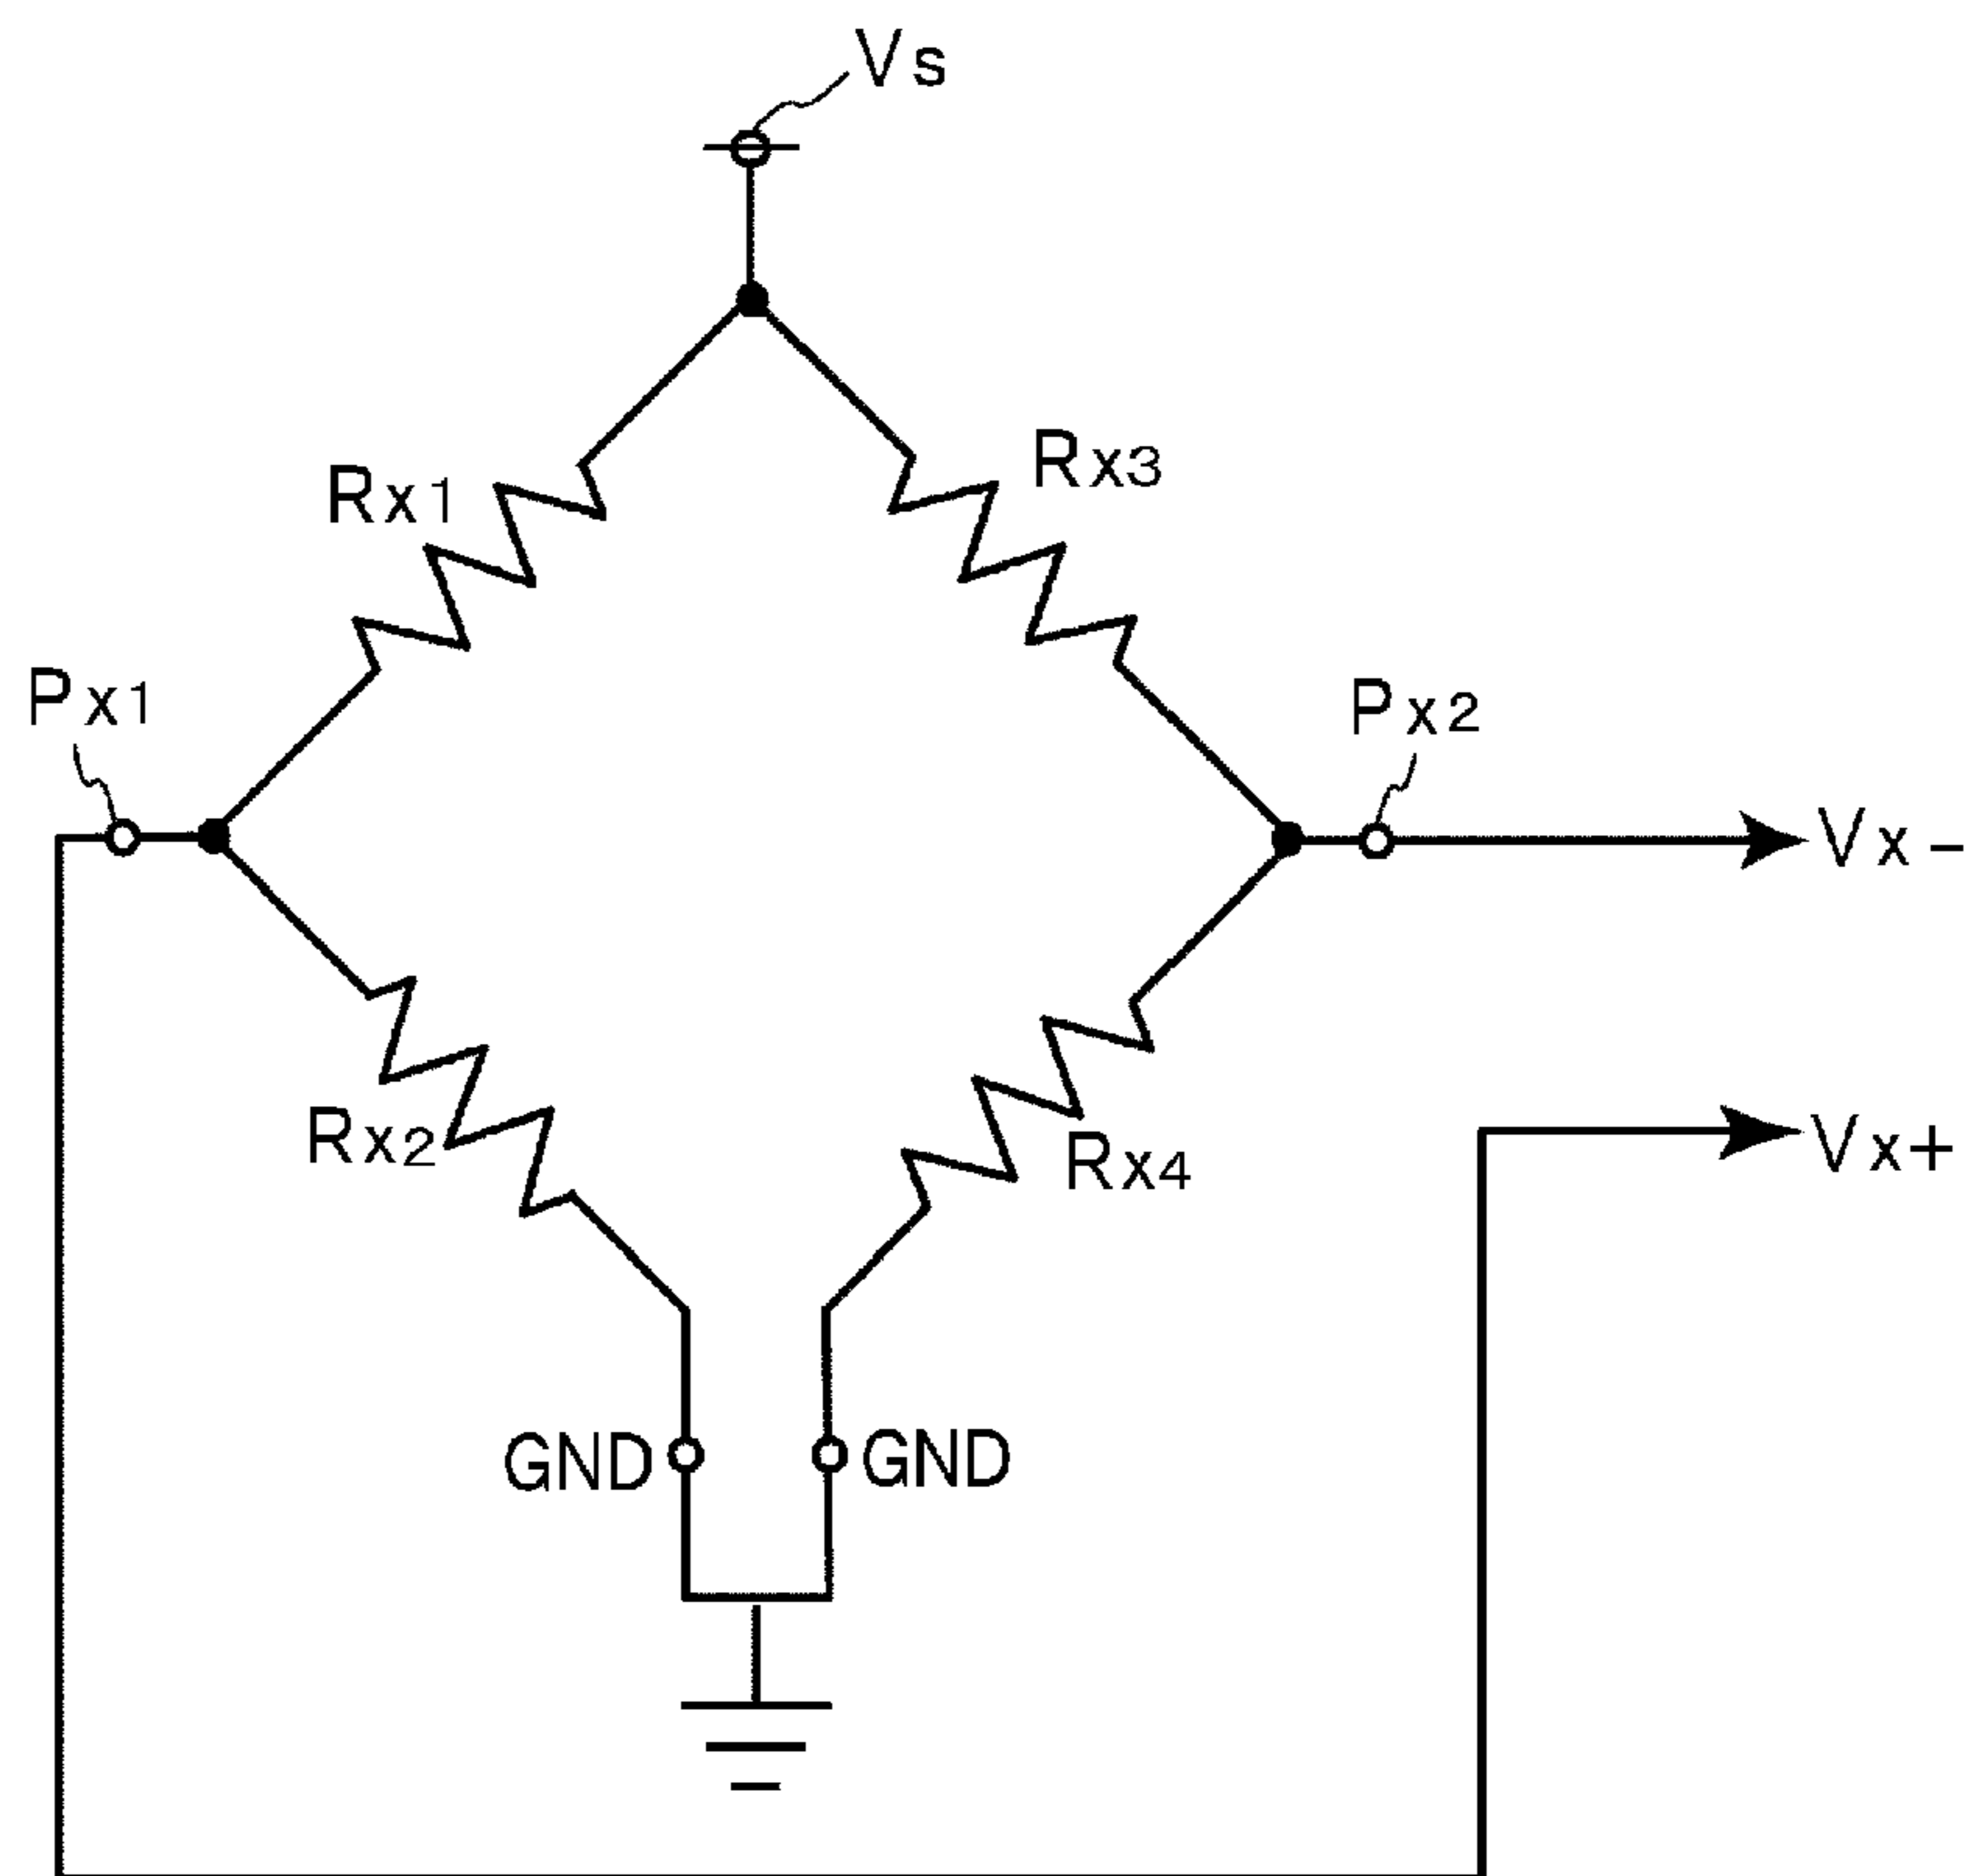 Vs
Rx1
Rx3
Px1
Px2
Vx-
Rx2
Rx4
Vx+
GND
GND